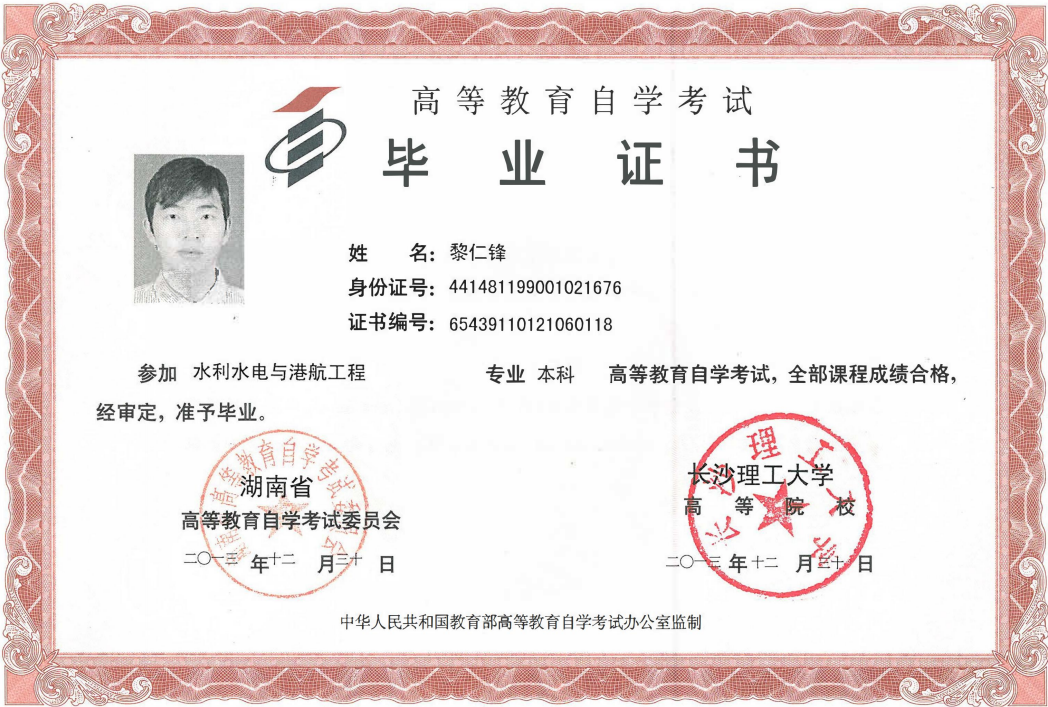 高等教育自学考试
毕业证书
姓 名：黎仁锋
身份证号：441481199001021676
证书编号：65439110121060118
参加 水利水电与港航工程 专业 本科 高等教育自学考试，全部课程成绩合格，
经审定，准予毕业。
湖南省 长沙理工大学
高等教育自学考试委员会 高等院校
二〇一三年十二月三十日 二〇一三年十二月三十日
长沙理工大学
中华人民共和国教育部高等教育自学考试办公室监制